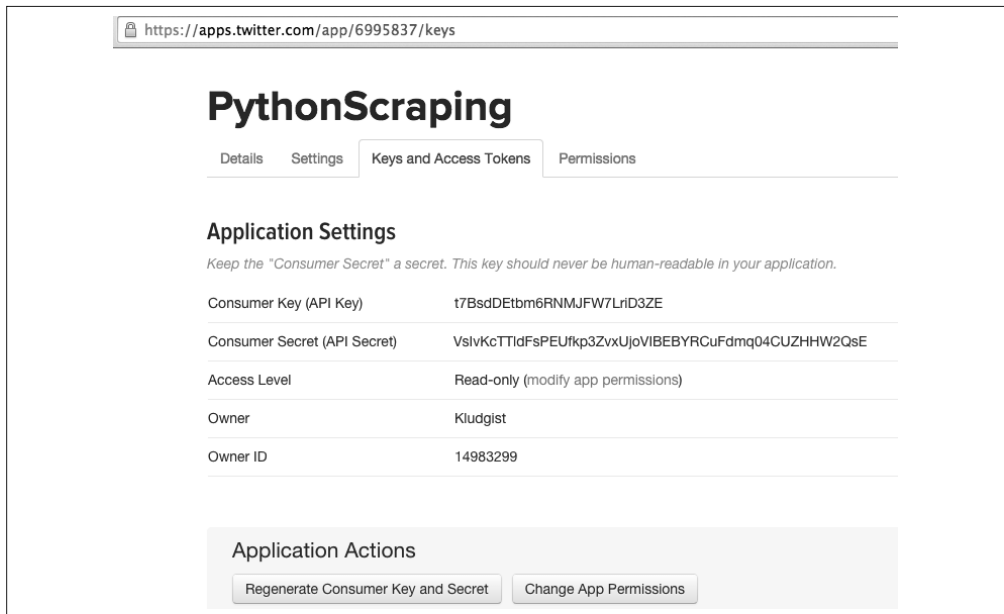 https://apps.twitter.com/app/6995837/keys
PythonScraping
Details Settings Keys and Access Tokens Permissions
Application Settings
Keep the "Consumer Secret" a secret. This key should never be human-readable in your application.
Consumer Key (API Key) t7BsdDEtbm6RNMJFW7LriD3ZE
Consumer Secret (API Secret)
Access Level Read-only (modify app permissions)
Owner Kludgist
Owner ID 14983299
Application Actions
Regenerate Consumer Key and Secret Change App Permissions